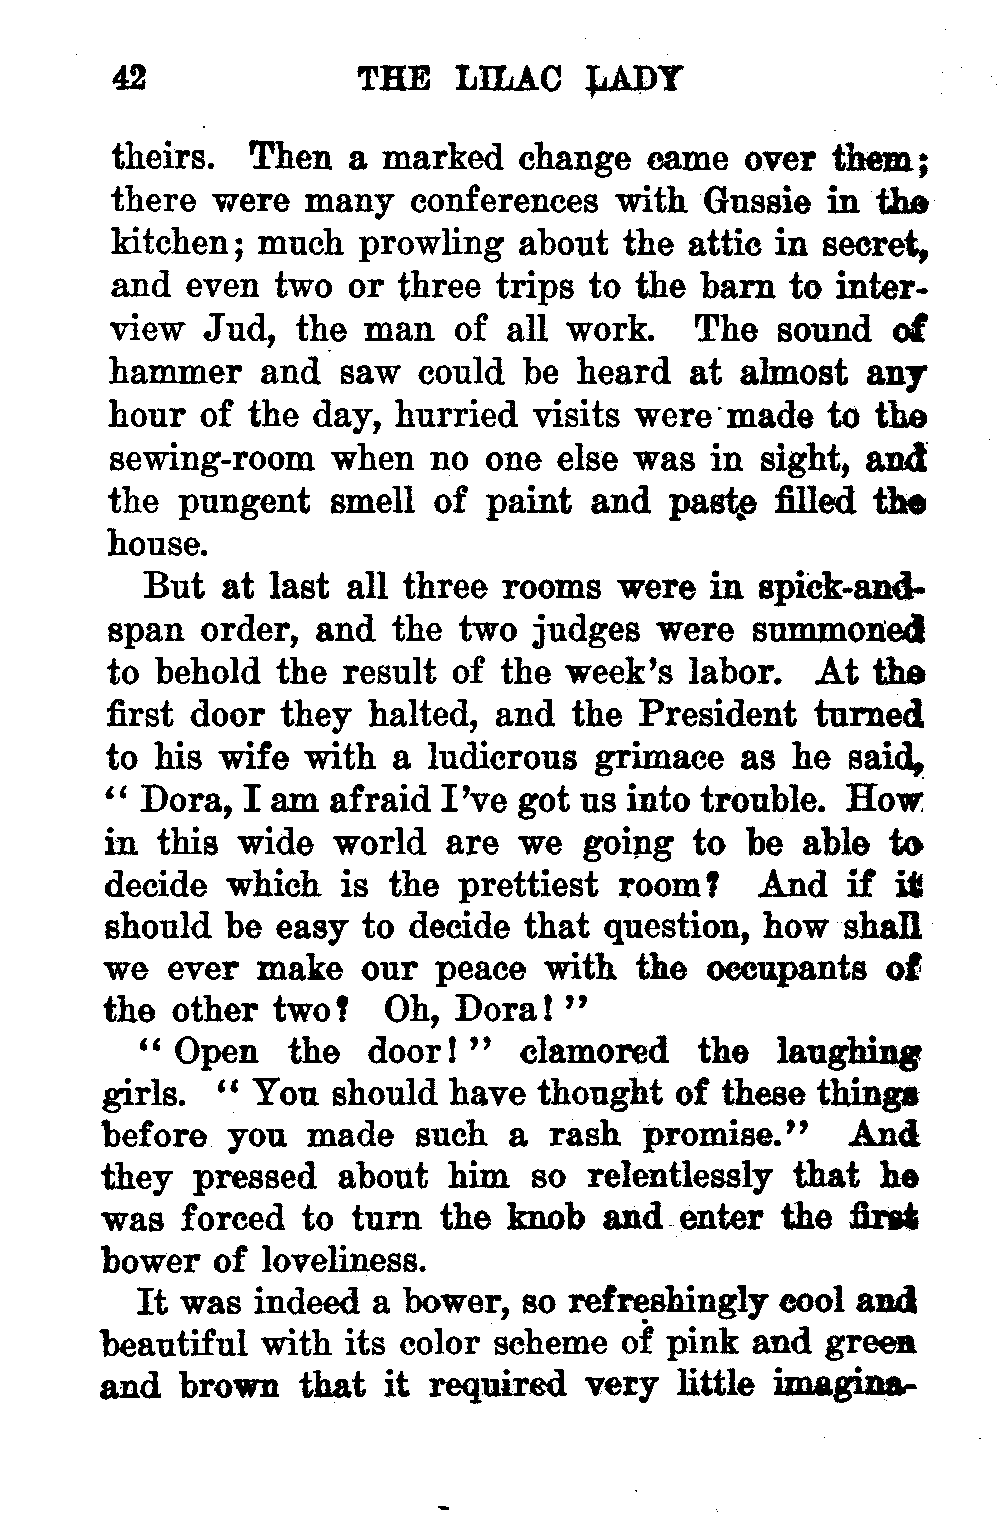 42 THE LILAC LADY
theirs. Then a marked change came over them;
there were many conferences with Gussie in the
kitchen; much prowling about the attic in secret,
and even two or three trips to the barn to inter-
view Jud, the man of all work. The sound of
hammer and saw could be heard at almost any
hour of the day, hurried visits were made to the
sewing-room when no one else was in sight, and
the pungent smell of paint and paste filled the
house.
But at last all three rooms were in spick-and-
span order, and the two judges were summoned
to behold the result of the week's labor. At the
first door they halted, and the President turned
to his wife with a ludicrous grimace as he said,
"Dora, I am afraid I've got us into trouble. How
in this wide world are we going to be able to
decide which is the prettiest room? And if it
should be easy to decide that question, how shall
we ever make our peace with the occupants of
the other two? Oh, Dora!"
"Open the door!" clamored the laughing
girls. "You should have thought of these things
before you made such a rash promise." And
they pressed about him so relentlessly that he
was forced to turn the knob and enter the first
bower of loveliness.
It was indeed a bower, so refreshingly cool and
beautiful with its color scheme of pink and green
and brown that it required very little imagina-